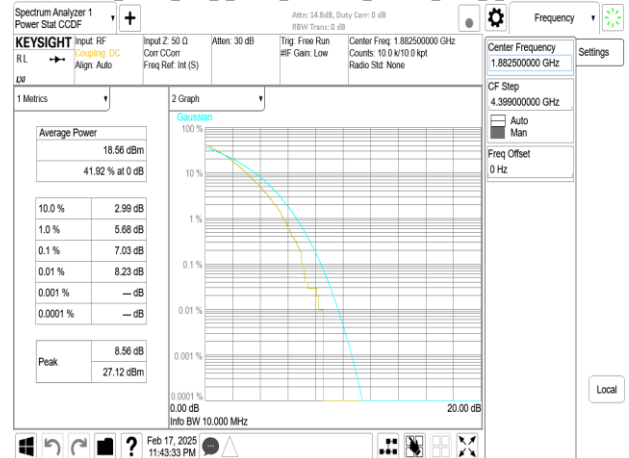 Spectrum Analyzer 1
Power Stat CCDF
Attn: 14.8dB, Duty Corr: 0 dB
RBW Trans: 0 dB
Frequency
KEYSIGHT
RL
LXI
Input: RF
Coupling: DC
Align: Auto
Input Z: 50 Ω
Corr CCorr
Freq Ref: Int (S)
Atten: 30 dB
Trig: Free Run
#IF Gain: Low
Center Freq: 1.882500000 GHz
Counts: 10.0 k/10.0 kpt
Radio Std: None
Center Frequency
1.882500000 GHz
Settings
CF Step
4.399000000 GHz
Auto
Man
Freq Offset
0 Hz
Local
1 Metrics
Average Power
18.56 dBm
41.92 % at 0 dB
10.0 % 2.99 dB
1.0 % 5.68 dB
0.1 % 7.03 dB
0.01 % 8.23 dB
0.001 % --- dB
0.0001 % --- dB
Peak
8.56 dB
27.12 dBm
2 Graph
Gaussian
100 %
10 %
1 %
0.1 %
0.01 %
0.001 %
0.0001 %
0.00 dB 20.00 dB
Info BW 10.000 MHz
?
Feb 17, 2025
11:43:33 PM